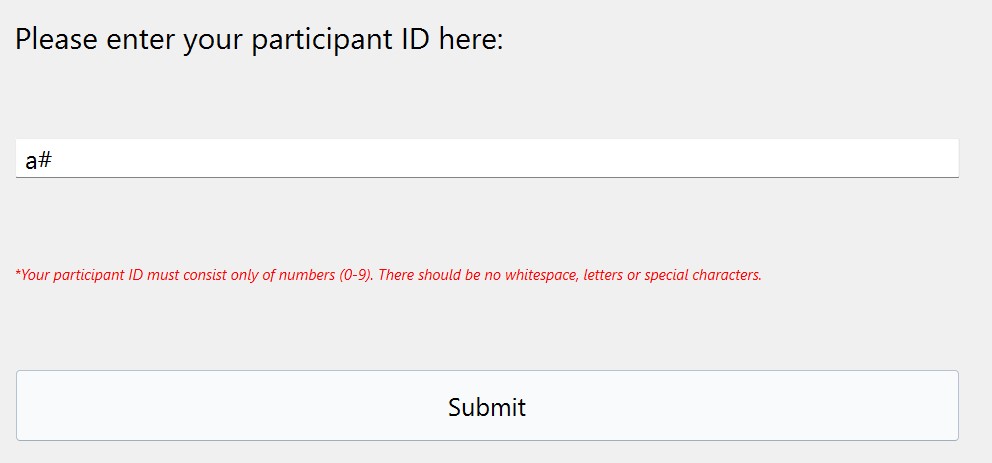 Please enter your participant ID here:
a#
*Your participant ID must consist only of numbers (0-9). There should be no whitespace, letters or special characters.
Submit